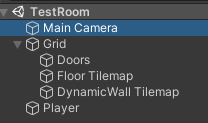 TestRoom
Main Camera
Grid
Doors
Floor Tilemap
DynamicWall Tilemap
Player